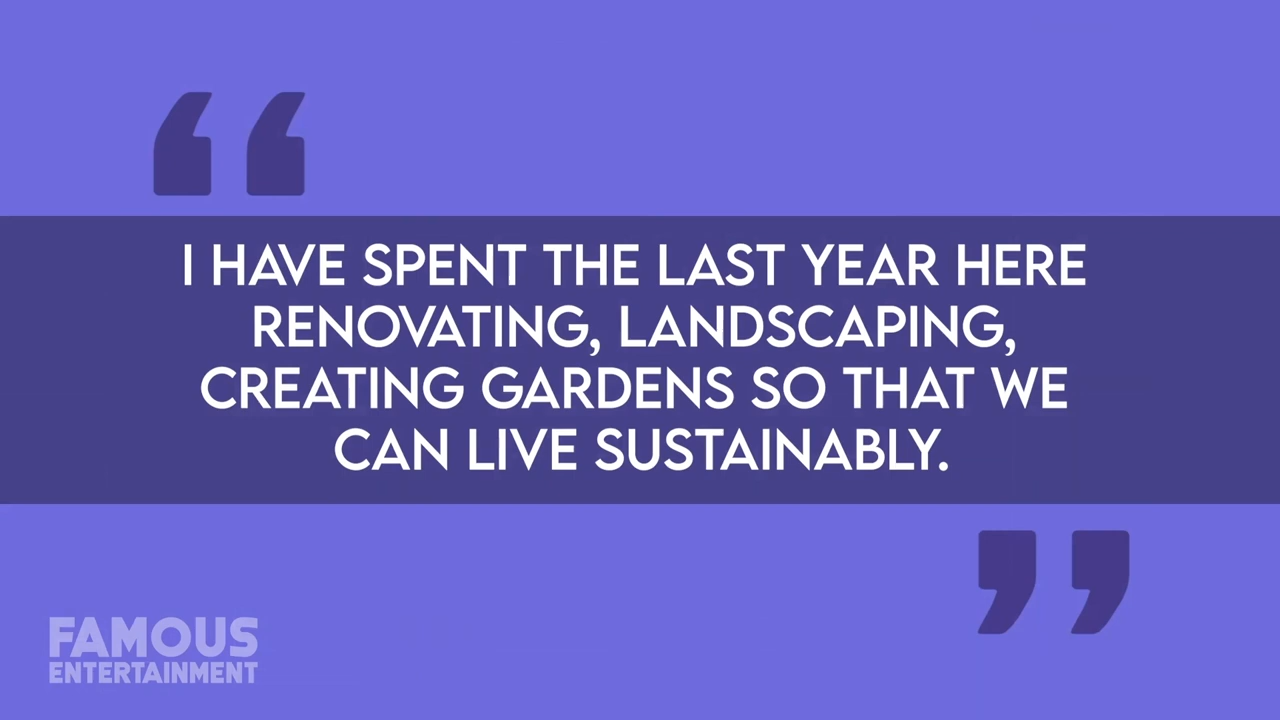 I HAVE SPENT THE LAST YEAR HERE
RENOVATING, LANDSCAPING,
CREATING GARDENS SO THAT WE
CAN LIVE SUSTAINABLY.
FAMOUS
ENTERTAINMENT